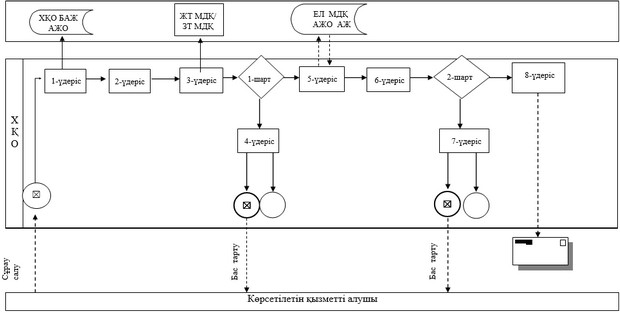 ХҚО БАЖ
АЖО
ЖТ МДҚ/
ЗТ МДҚ
ЕЛ МДҚ
АЖО АЖ
ХҚО
1-үдеріс
2-үдеріс
3-үдеріс
1-шарт
5-үдеріс
6-үдеріс
2-шарт
8-үдеріс
4-үдеріс
7-үдеріс
Сұрау
салу
Бас тарту
Бас тарту
Көрсетілетін қызметті алушы